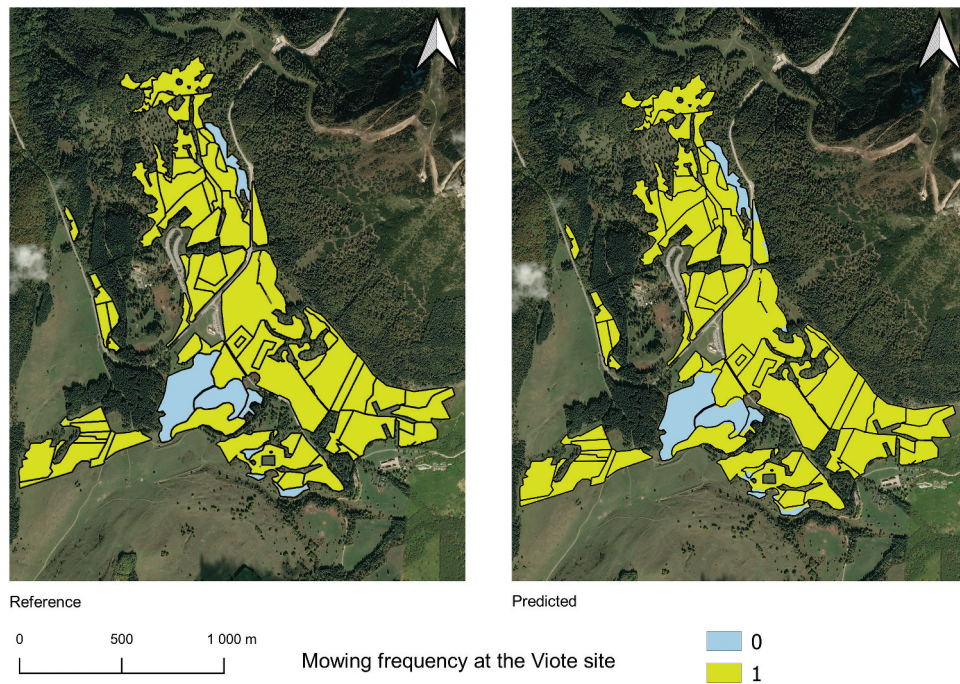 Reference
Predicted
0 500 1 000 m
Mowing frequency at the Viote site
0
1